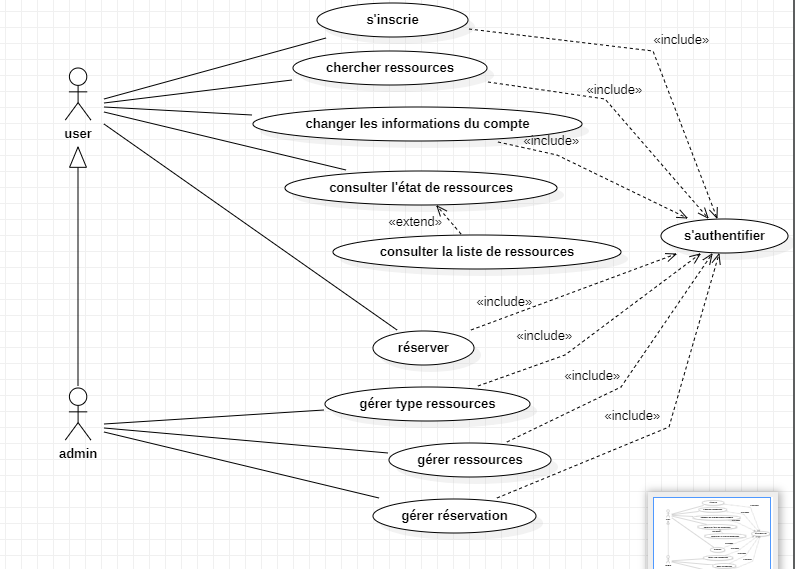 s'inscrie
«include»
chercher ressources
«include»
user
changer les informations du compte
«include»
consulter l'état de ressources
«extend»
s'authentifier
consulter la liste de ressources
«include»
«include»
réserver
«include»
gérer type ressources
«include»
admin
gérer ressources
gérer réservation